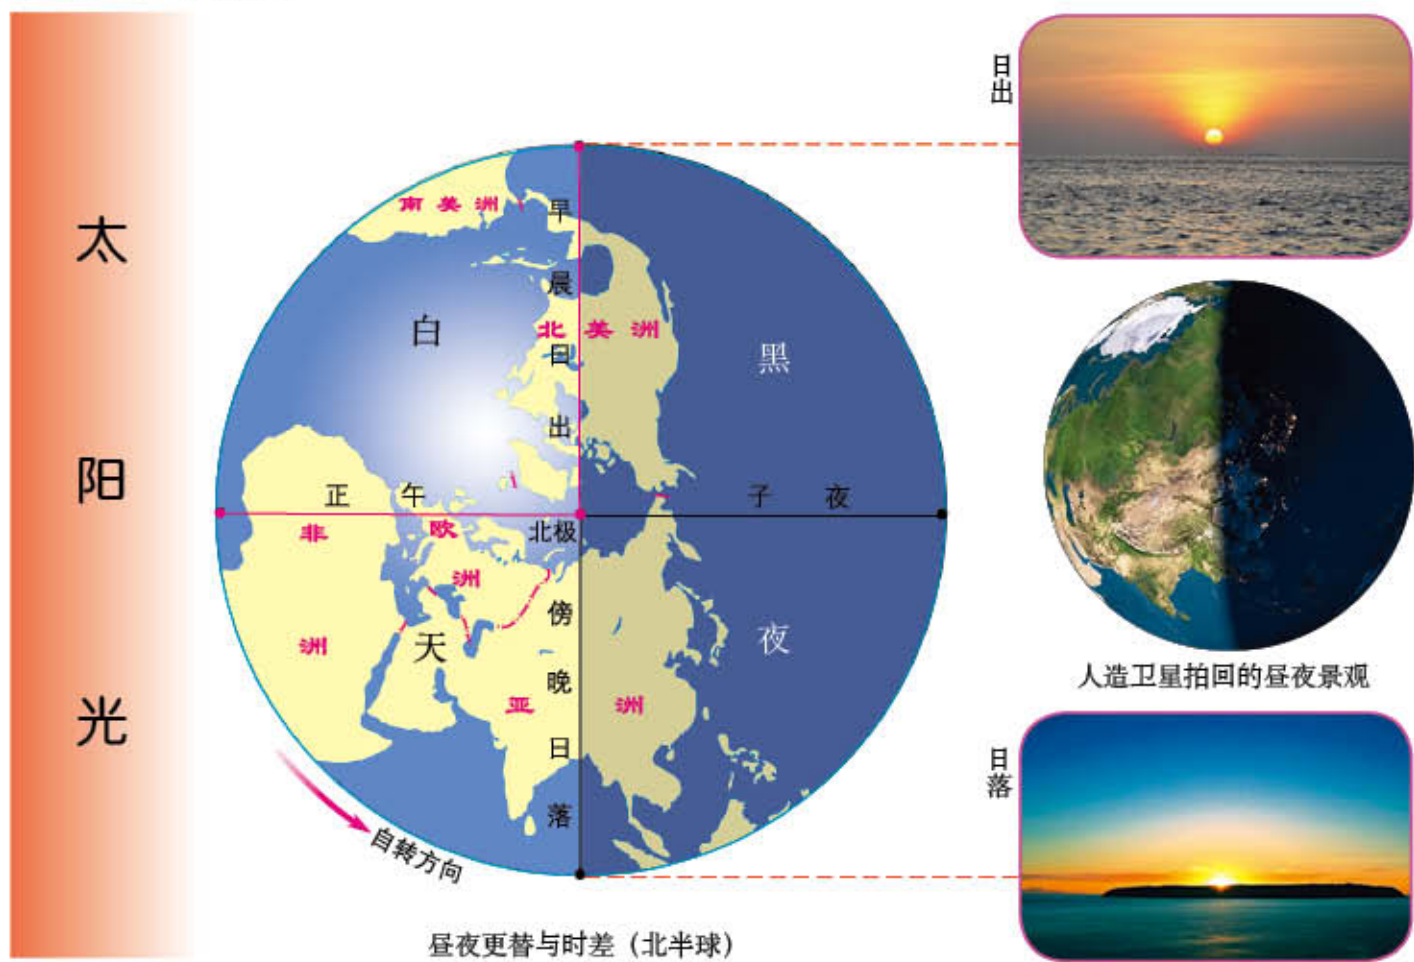 太阳光
日出
南美洲
早晨日出
白
北美洲
黑
正午
子夜
非洲
欧洲
北极
傍晚日落
天
夜
亚洲
自转方向
昼夜更替与时差（北半球）
人造卫星拍回的昼夜景观
日落